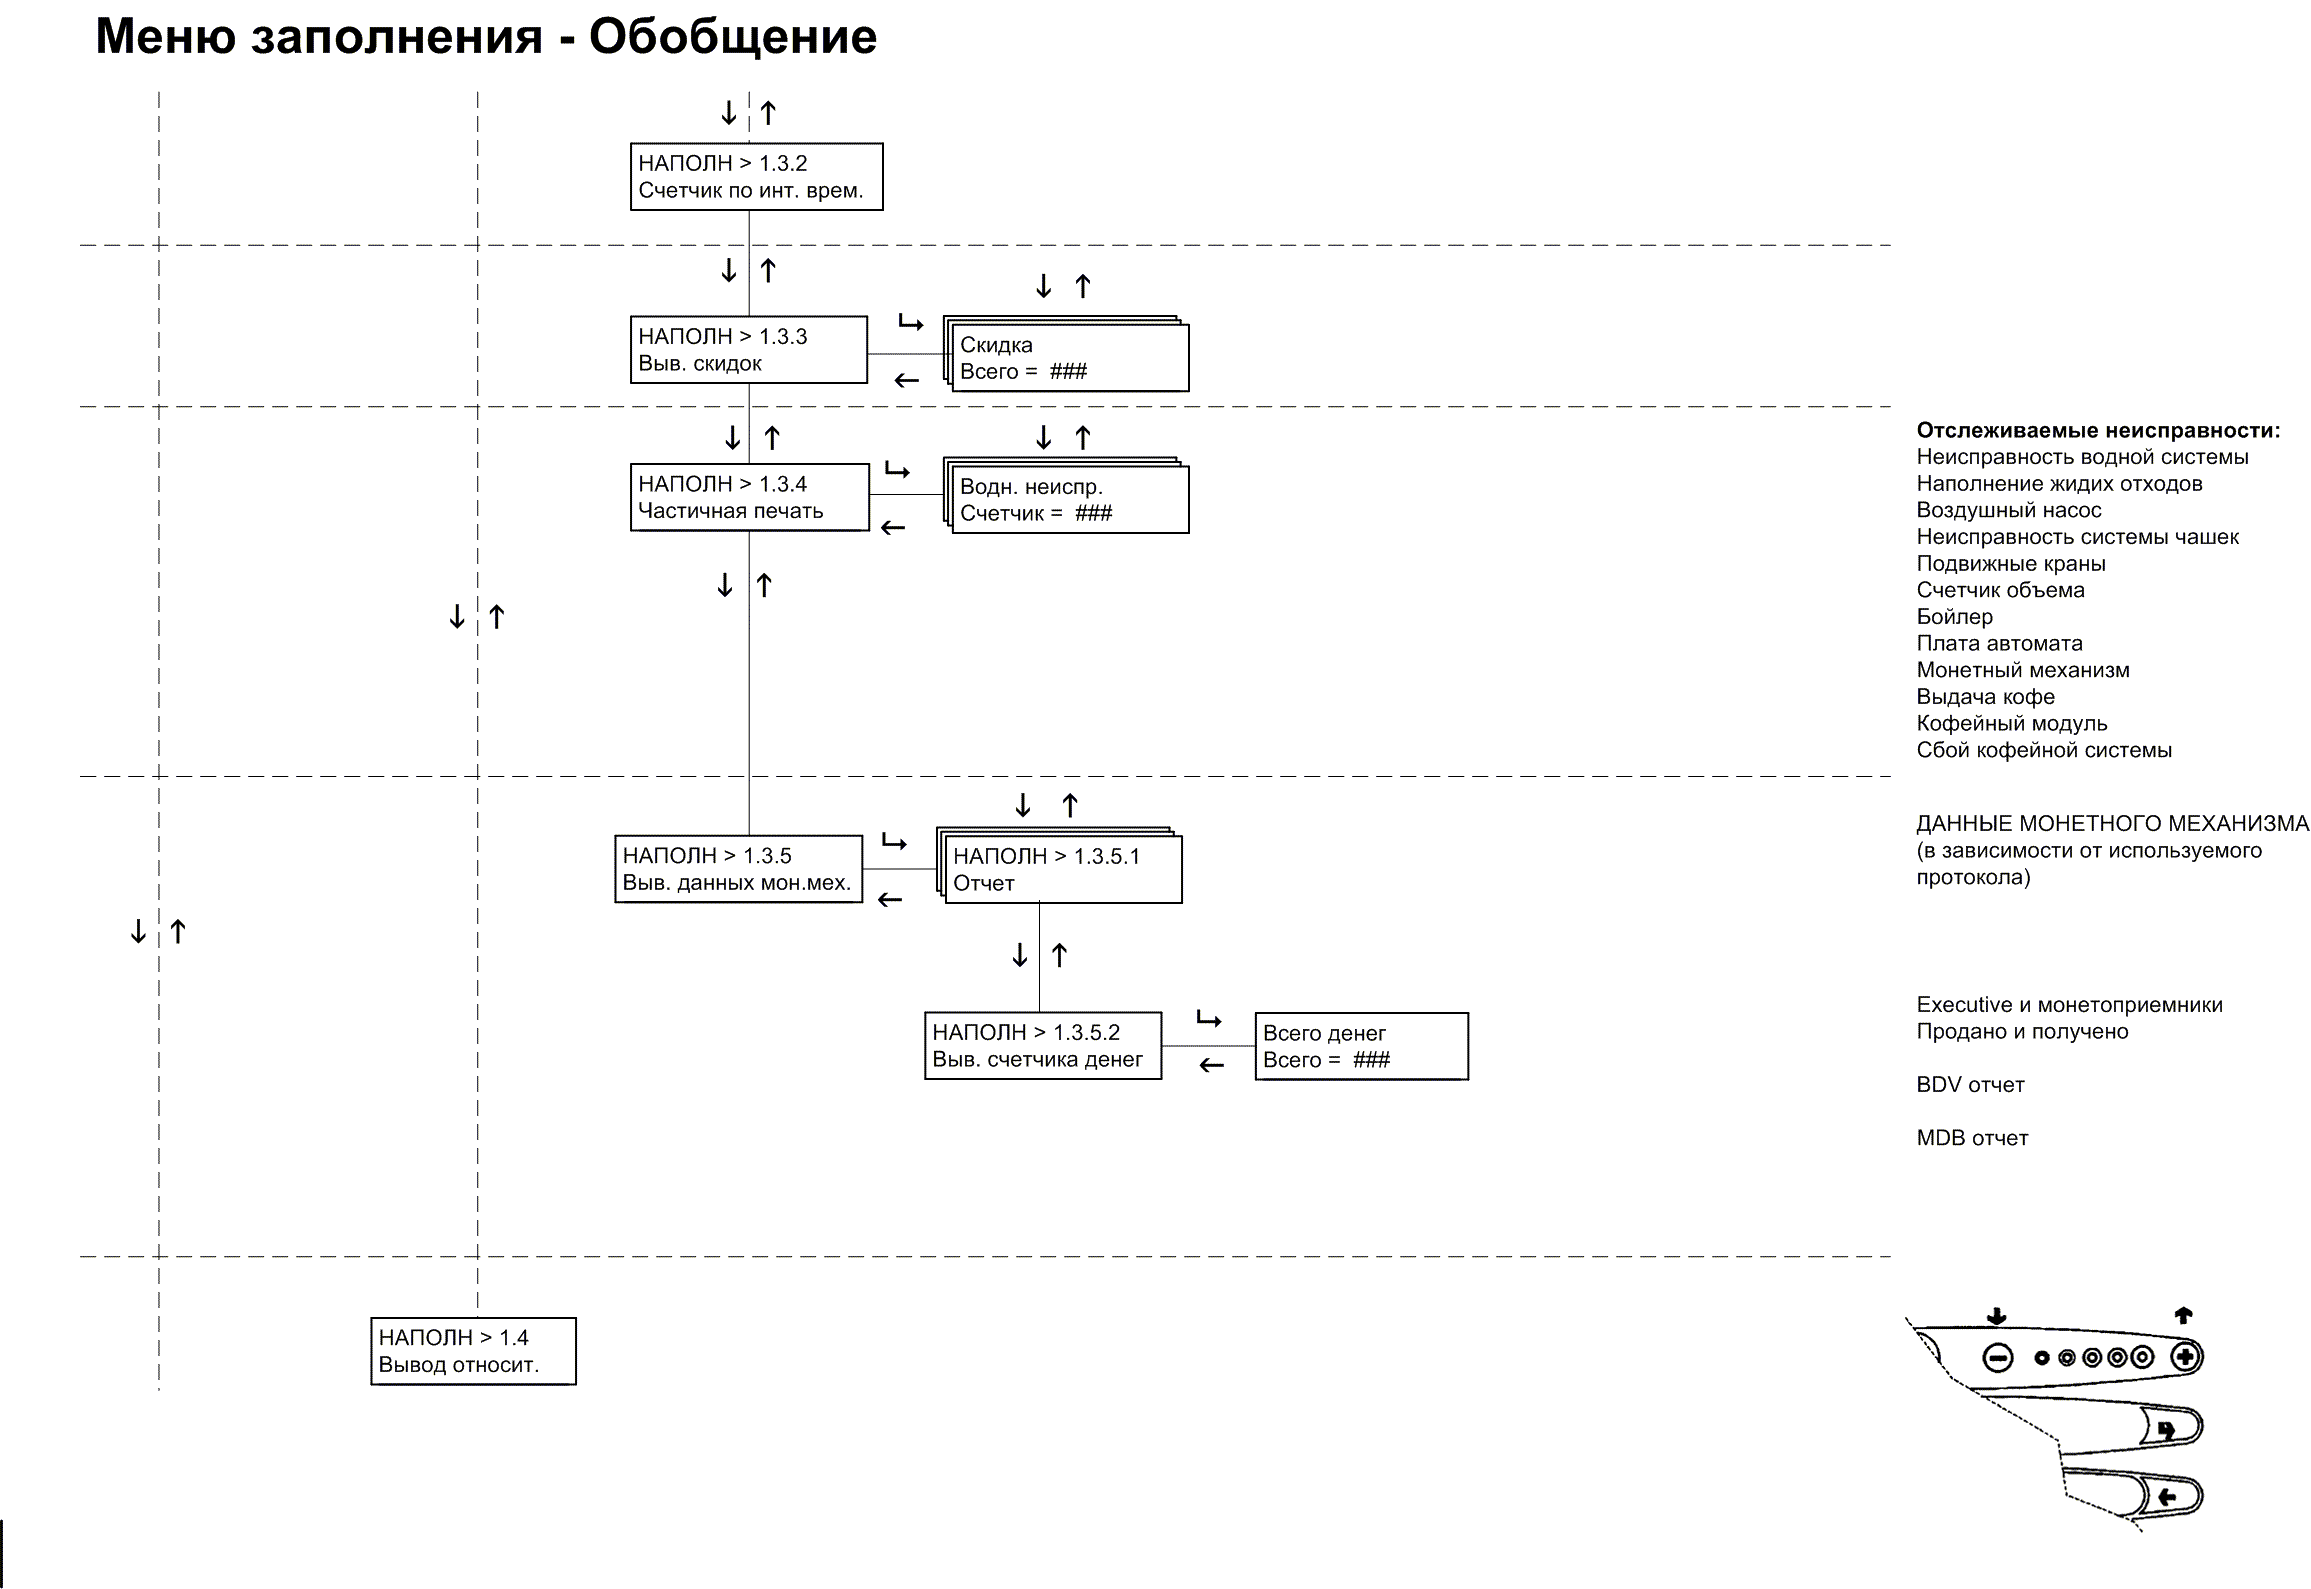 Меню заполнения - Обобщение
НАПОЛН > 1.3.2
Счетчик по инт. врем.
НАПОЛН > 1.3.3
Выв. скидок
Скидка
Всего = ###
НАПОЛН > 1.3.4
Частичная печать
Водн. неиспр.
Счетчик = ###
Отслеживаемые неисправности:
Неисправность водной системы
Наполнение жидих отходов
Воздушный насос
Неисправность системы чашек
Подвижные краны
Счетчик объема
Бойлер
Плата автомата
Монетный механизм
Выдача кофе
Кофейный модуль
Сбой кофейной системы
НАПОЛН > 1.3.5
Выв. данных мон.мех.
НАПОЛН > 1.3.5.1
Отчет
ДАННЫЕ МОНЕТНОГО МЕХАНИЗМА
(в зависимости от используемого
протокола)
НАПОЛН > 1.3.5.2
Выв. счетчика денег
Всего денег
Всего = ###
Executive и монетоприемники
Продано и получено
BDV отчет
MDB отчет
НАПОЛН > 1.4
Вывод относит.